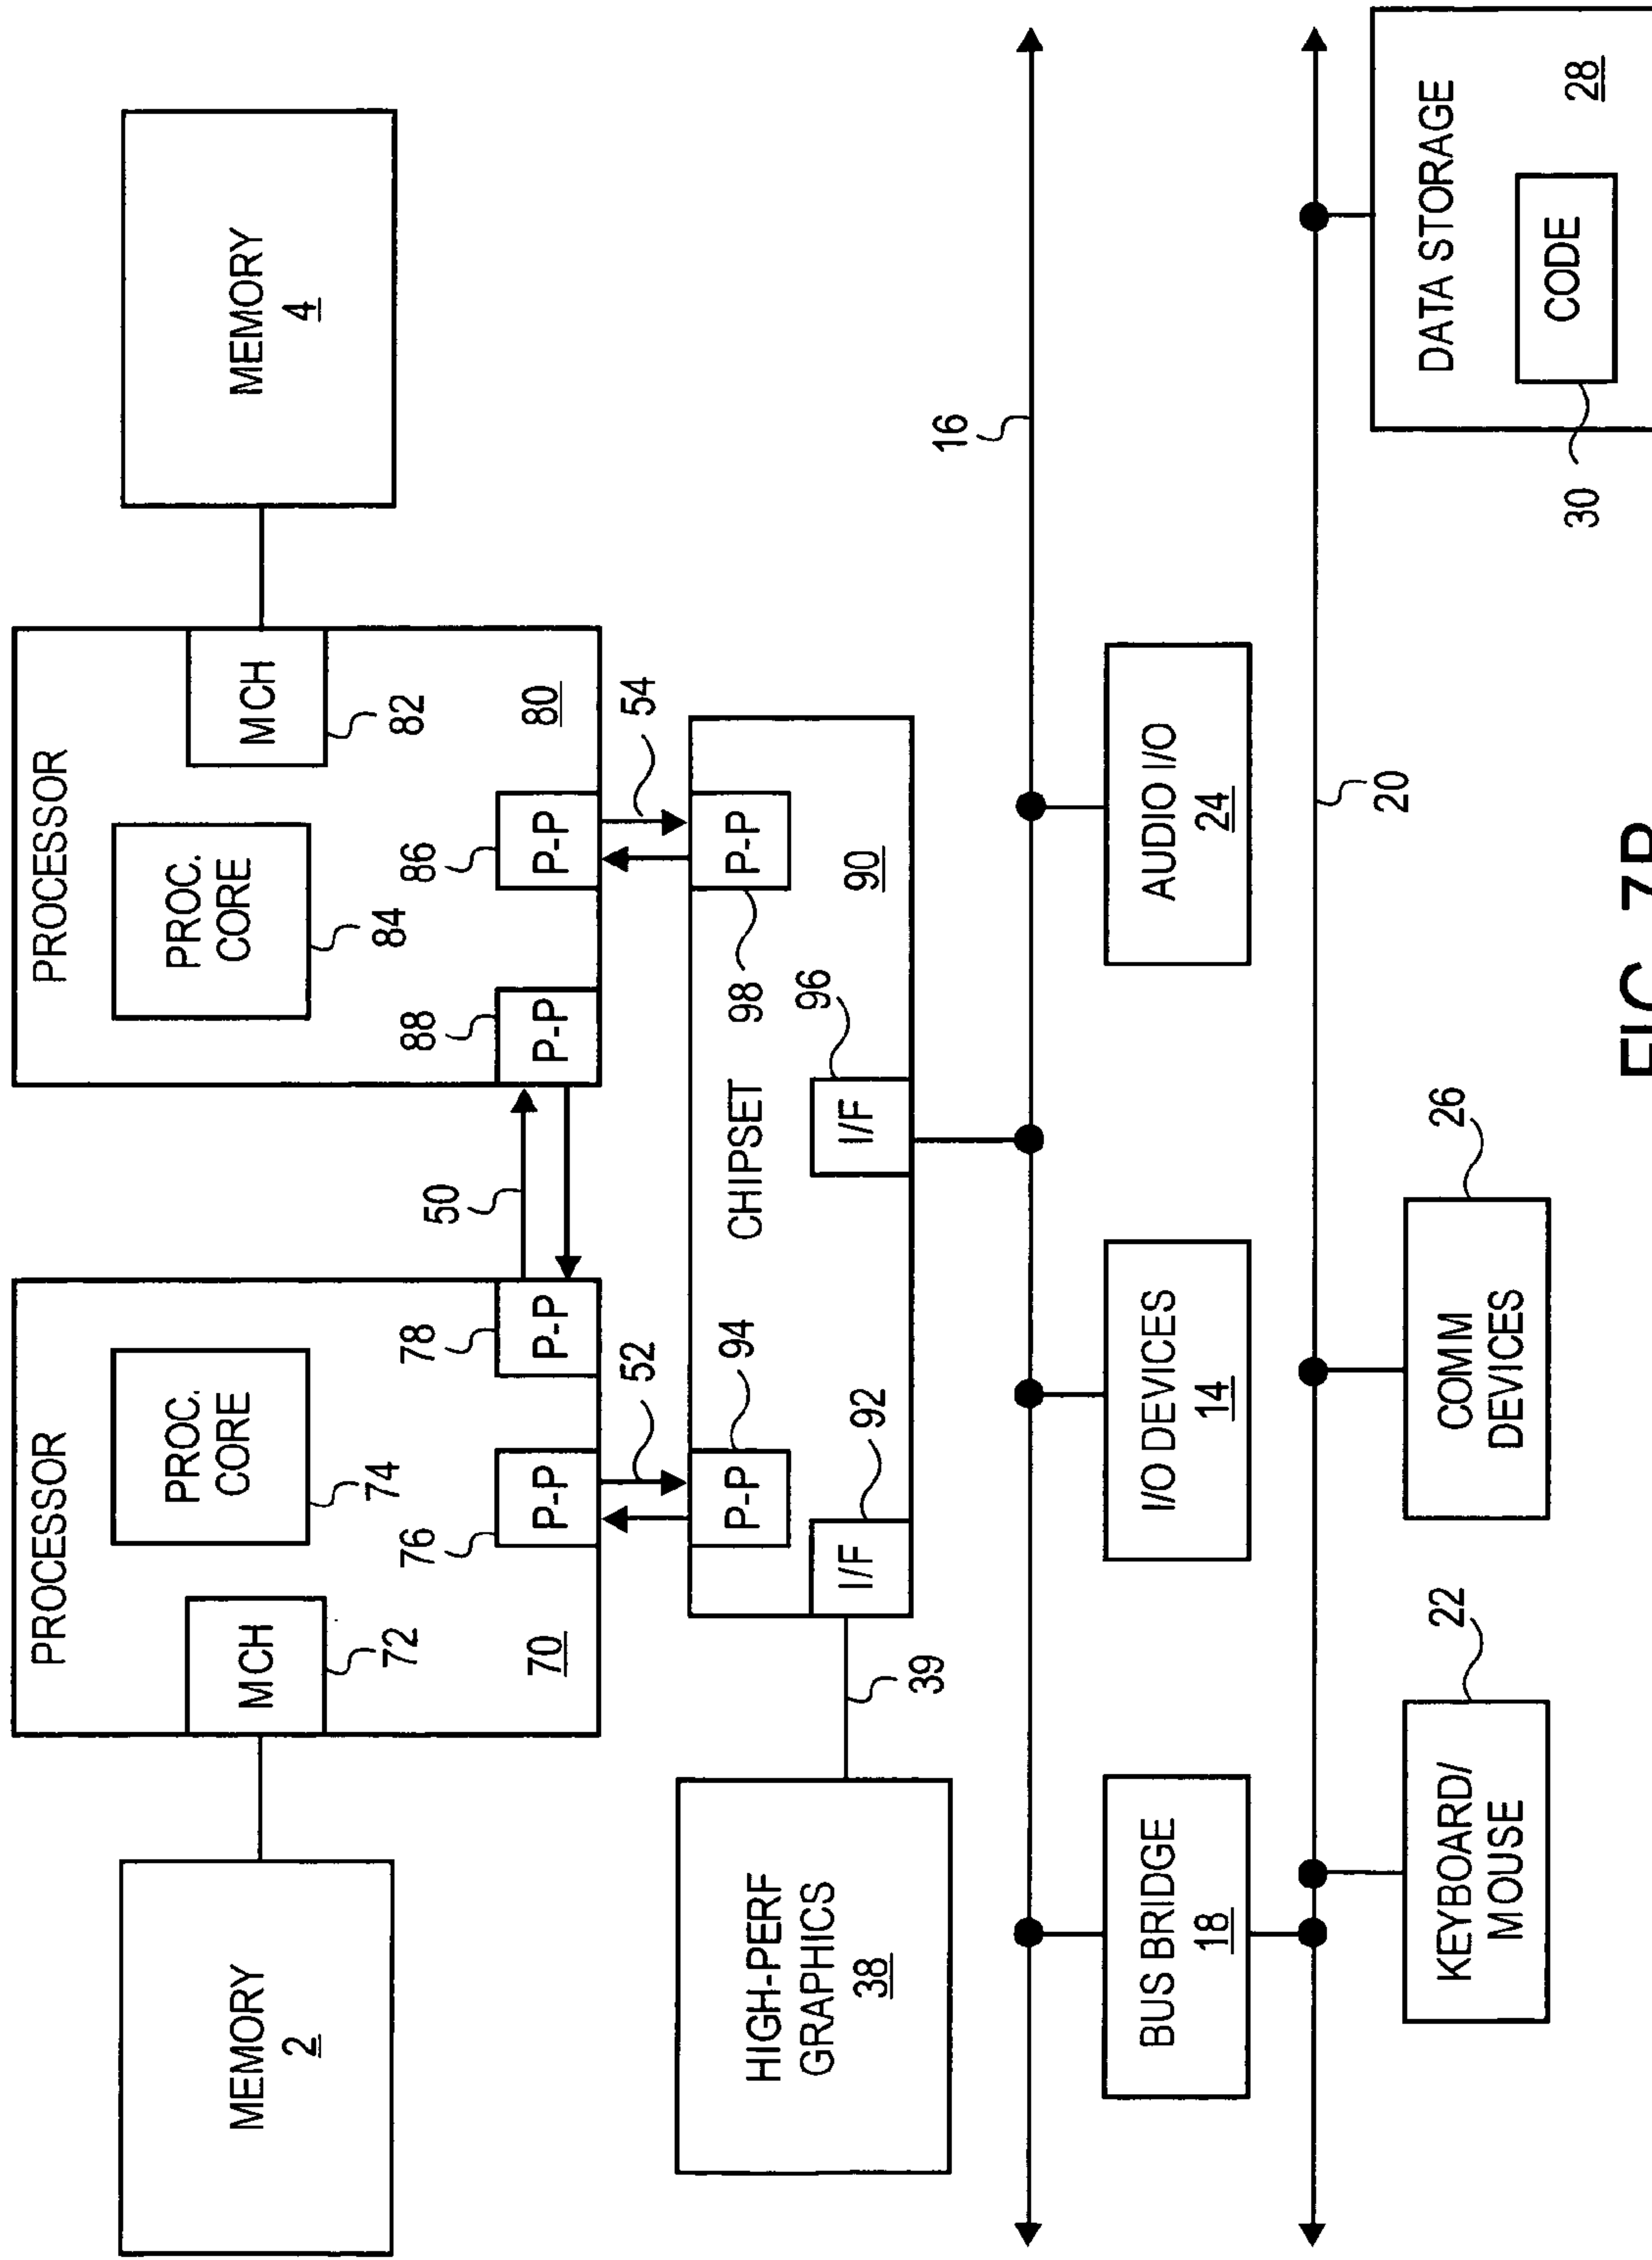 PROCESSOR
PROCESSOR
MEMORY
2
MCH
72
PROC.
CORE
74
70
76
P-P
78
P-P
50
PROC.
CORE
84
MCH
82
80
88
P-P
86
P-P
MEMORY
4
52
54
HIGH-PERF
GRAPHICS
38
39
P-P
94
I/F
92
CHIPSET
P-P
98
I/F
96
90
16
BUS BRIDGE
18
I/O DEVICES
14
AUDIO I/O
24
20
KEYBOARD/
MOUSE
22
COMM
DEVICES
26
DATA STORAGE
CODE
28
30